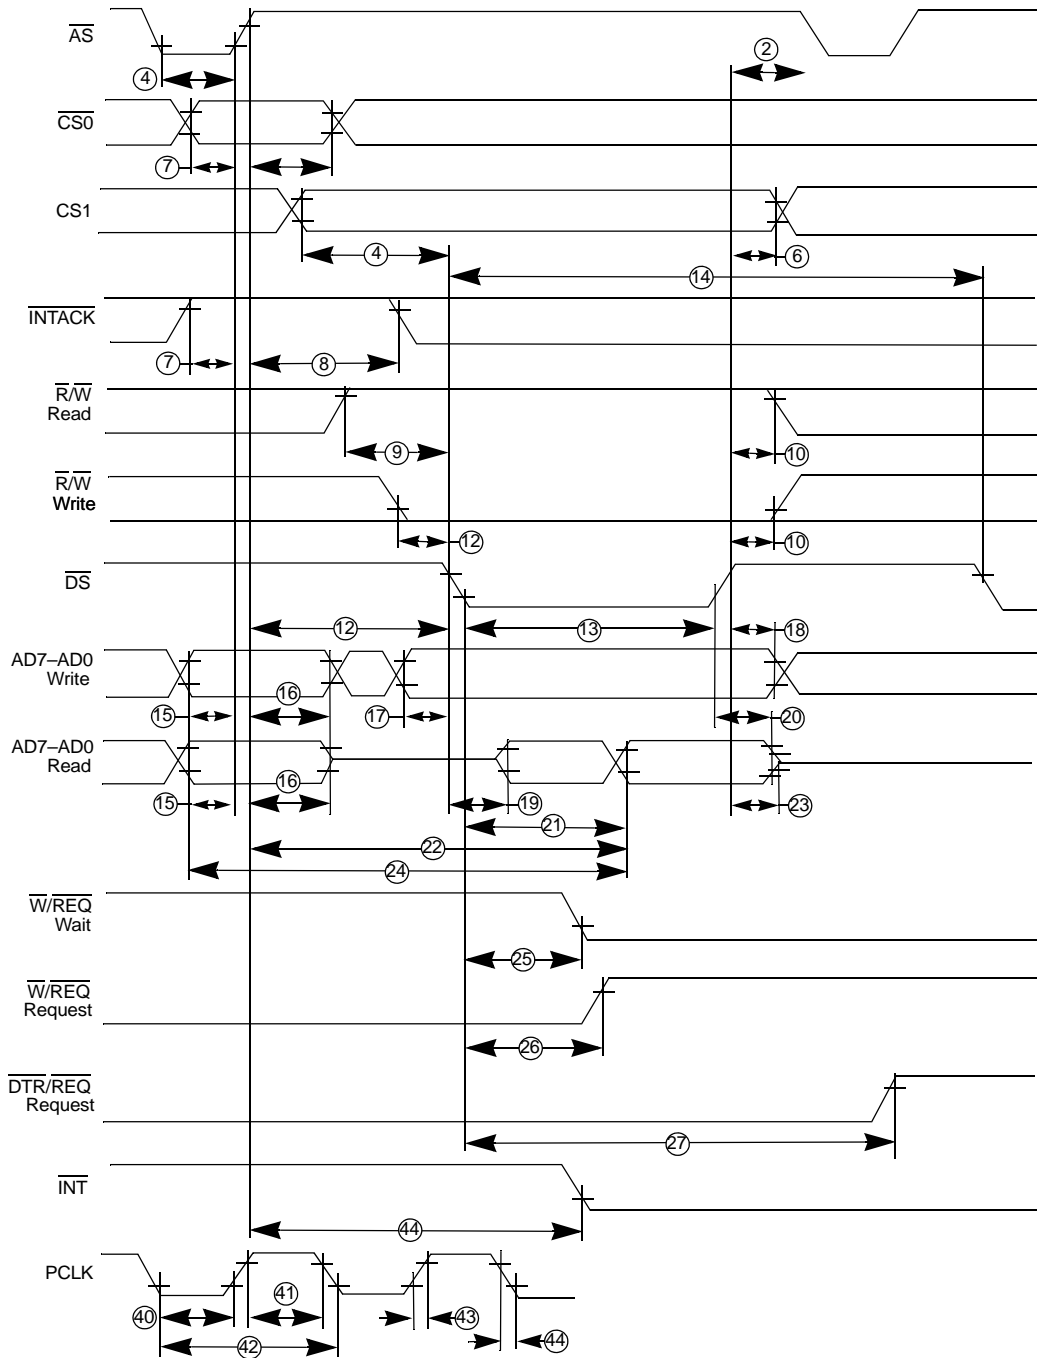 AS
2
4
CS0
7
CS1
4
6
14
INTACK
7
8
R/W
Read
9
10
R/W
Write
12
10
DS
12
13
18
AD7–AD0
Write
16
15
17
20
AD7–AD0
Read
16
15
19
23
21
22
24
W/REQ
Wait
25
W/REQ
Request
26
DTR/REQ
Request
27
INT
44
PCLK
40
41
43
42
44